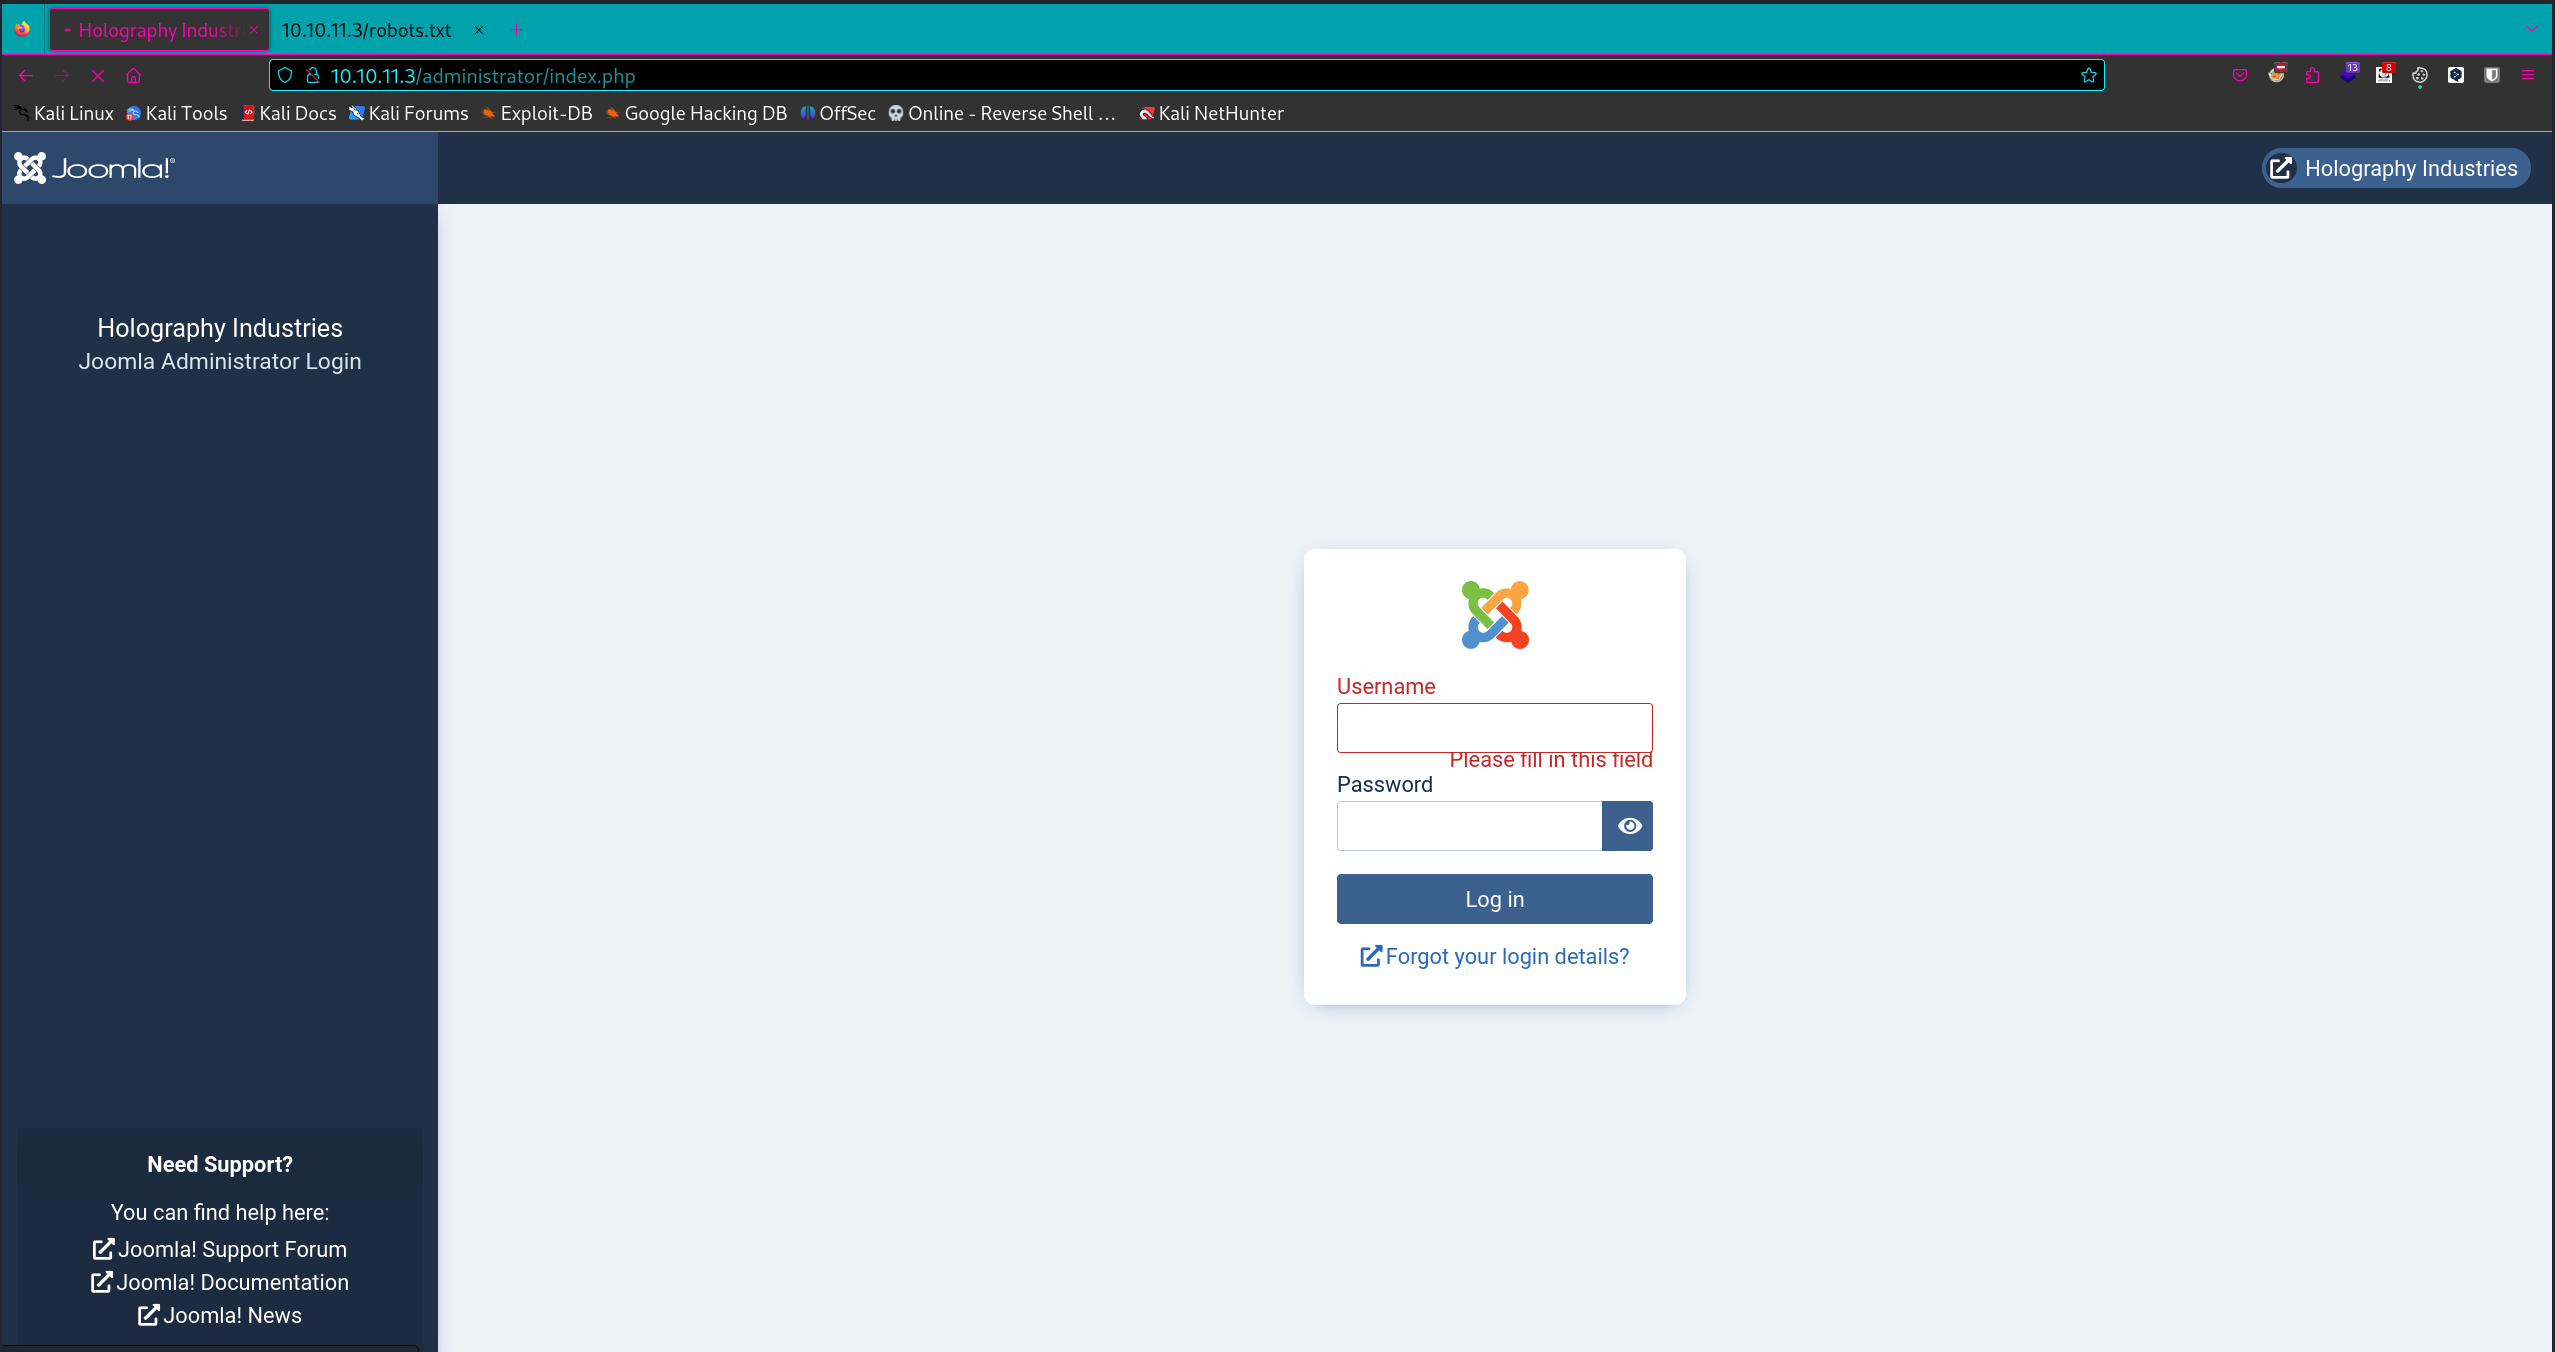 Holography Industr
10.10.11.3/robots.txt
10.10.11.3/administrator/index.php
13
8
Kali Linux Kali Tools Kali Docs Kali Forums Exploit-DB Google Hacking DB OffSec Online - Reverse Shell ... Kali NetHunter
Joomla!®
Holography Industries
Holography Industries
Joomla Administrator Login
Username
Please fill in this field
Password
Log in
Forgot your login details?
Need Support?
You can find help here:
Joomla! Support Forum
Joomla! Documentation
Joomla! News